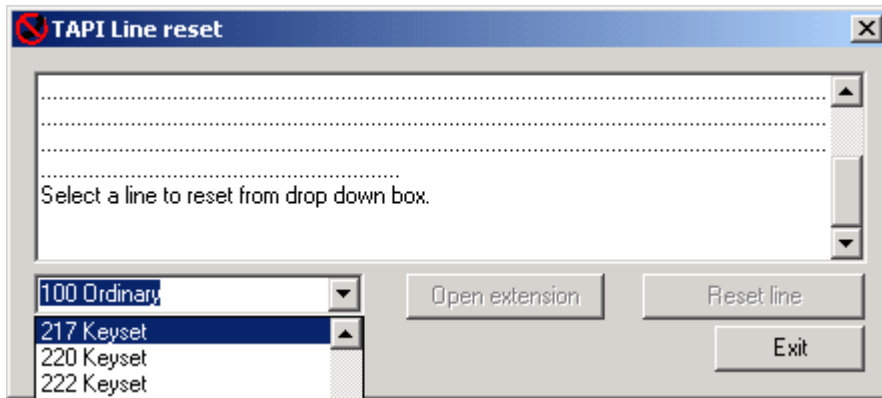 TAPI Line reset
................................................................................................................................
................................................................................................................................
................................................................................................................................
..........................................................
Select a line to reset from drop down box.
100 Ordinary
Open extension
Reset line
217 Keyset
220 Keyset
222 Keyset
Exit